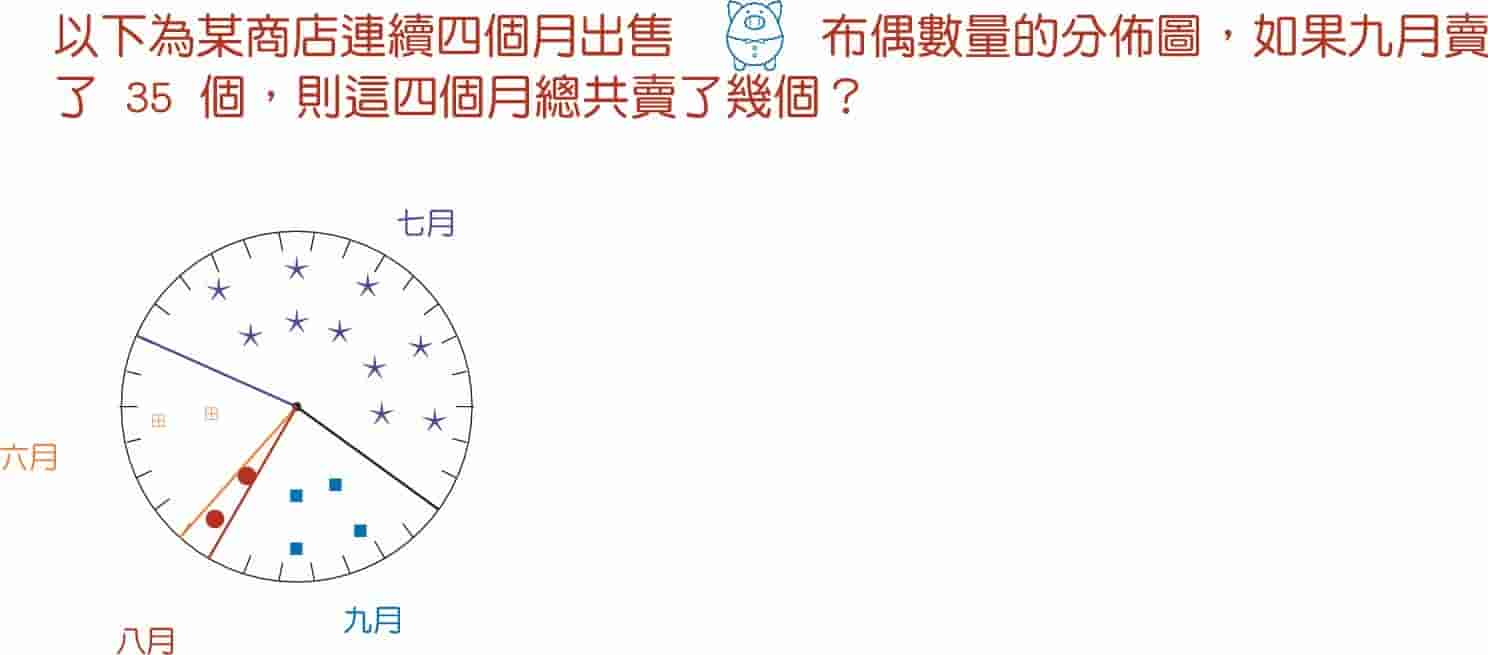 以下為某商店連續四個月出售 布偶數量的分佈圖，如果九月賣
了 35 個，則這四個月總共賣了幾個？
七月
六月
九月
八月